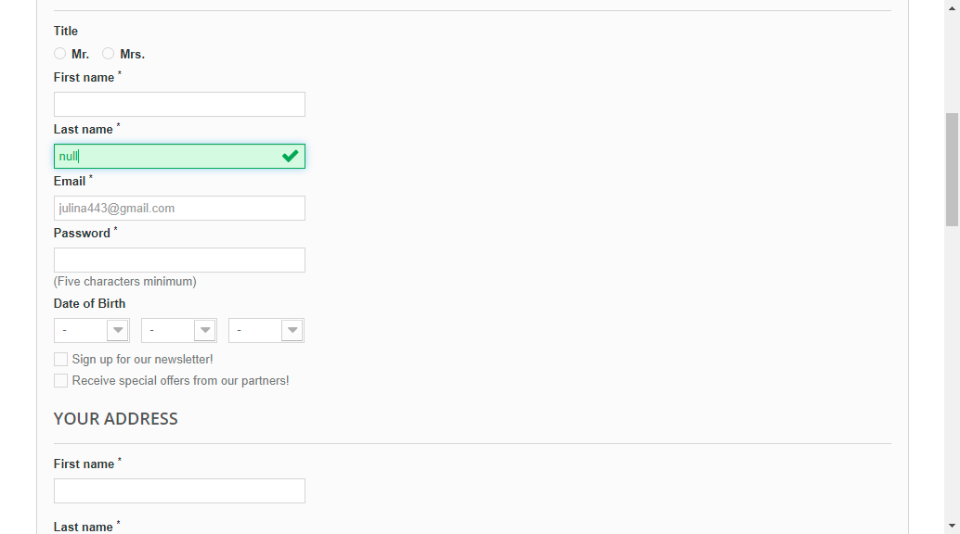 Title
Mr. Mrs.
First name *
Last name *
null
Email *
julina443@gmail.com
Password *
(Five characters minimum)
Date of Birth
- - -
Sign up for our newsletter!
Receive special offers from our partners!
YOUR ADDRESS
First name *
Last name *